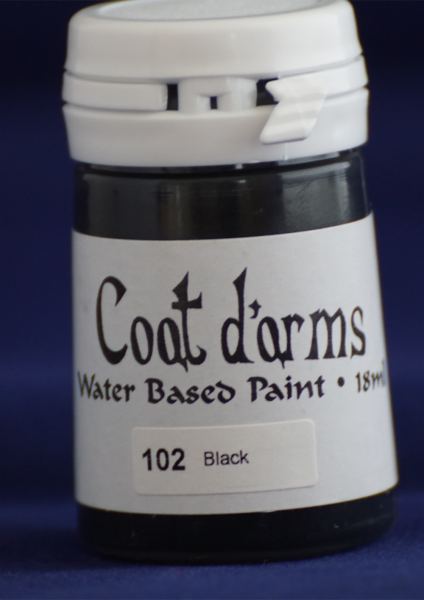 Coat d'arms
Water Based Paint • 18ml
102 Black